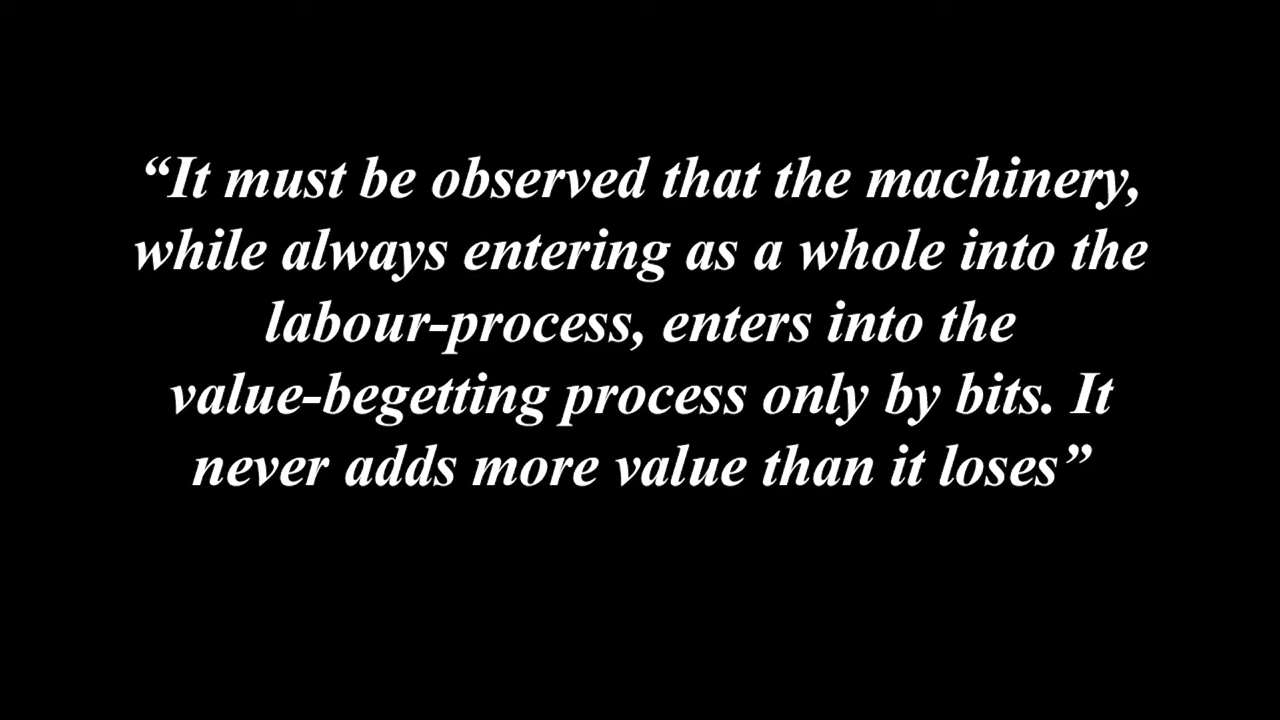 “It must be observed that the machinery,
while always entering as a whole into the
labour-process, enters into the
value-begetting process only by bits. It
never adds more value than it loses”